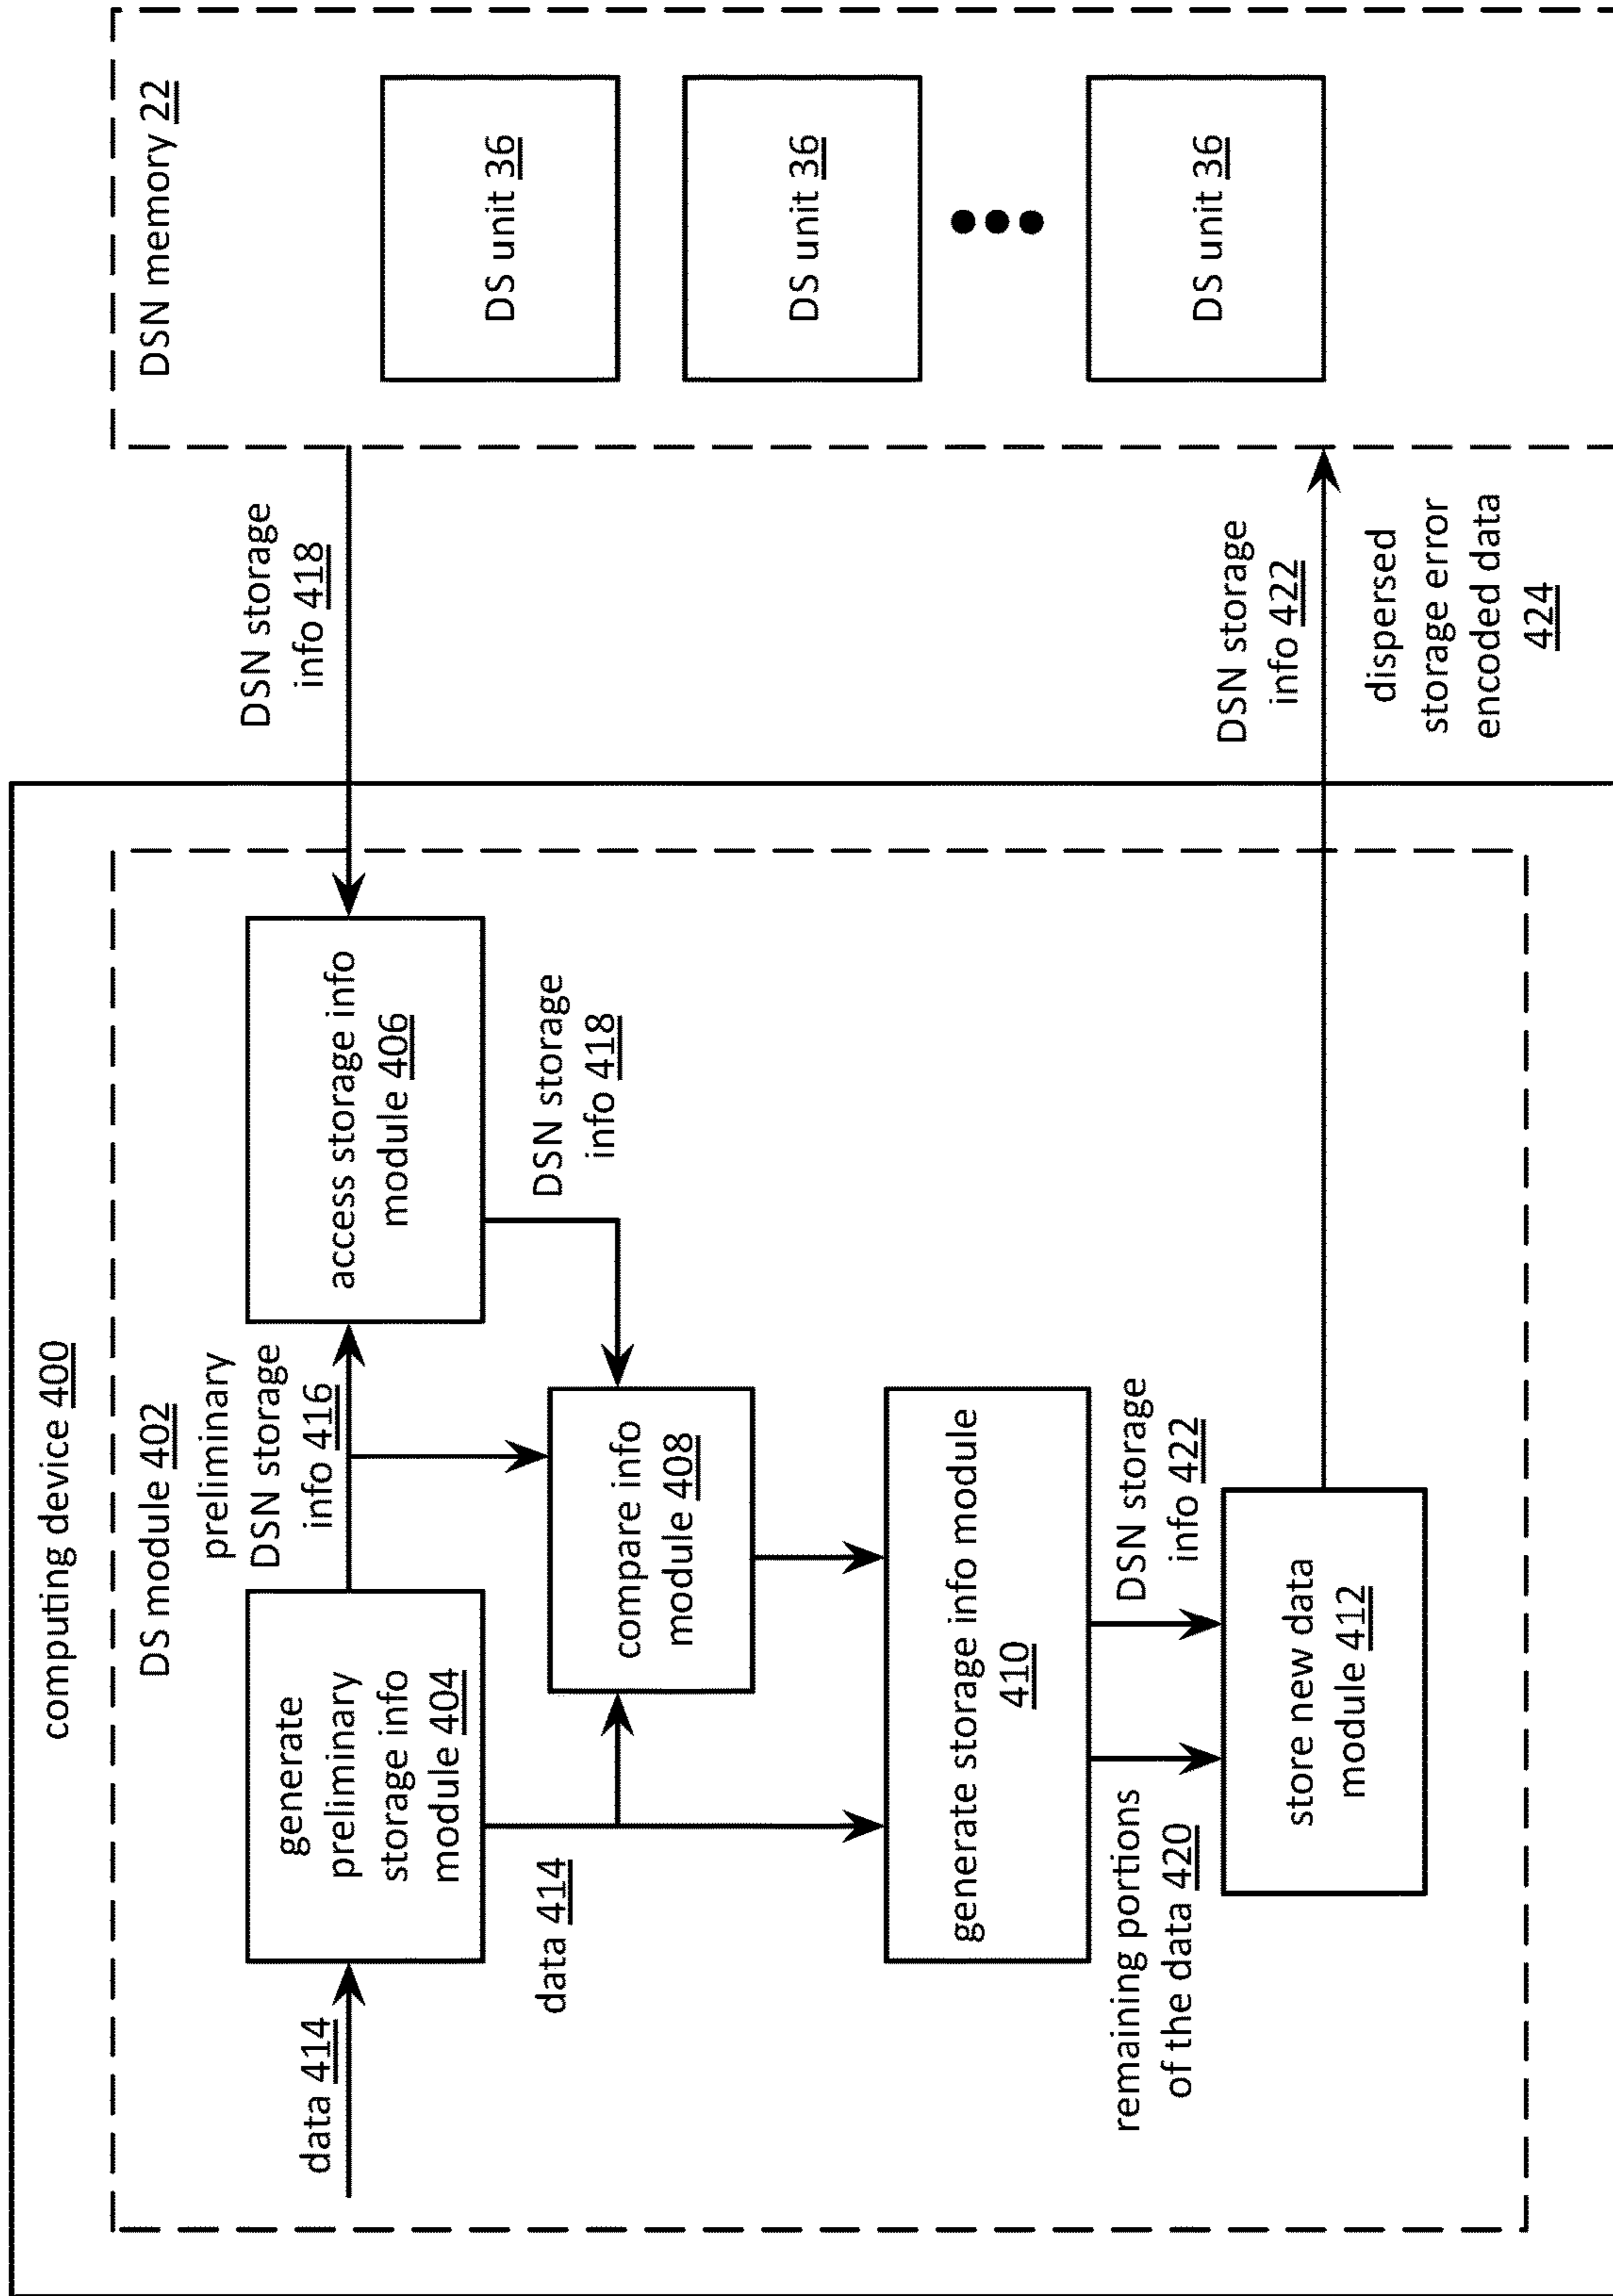 computing device 400
DS module 402
data 414
generate
preliminary
storage info
module 404
preliminary
DSN storage
info 416
access storage info
module 406
DSN storage
info 418
DSN storage
info 418
data 414
compare info
module 408
generate storage info module
410
remaining portions
of the data 420
DSN storage
info 422
store new data
module 412
DSN storage
info 422
dispersed
storage error
encoded data
424
DSN memory 22
DS unit 36
DS unit 36
DS unit 36